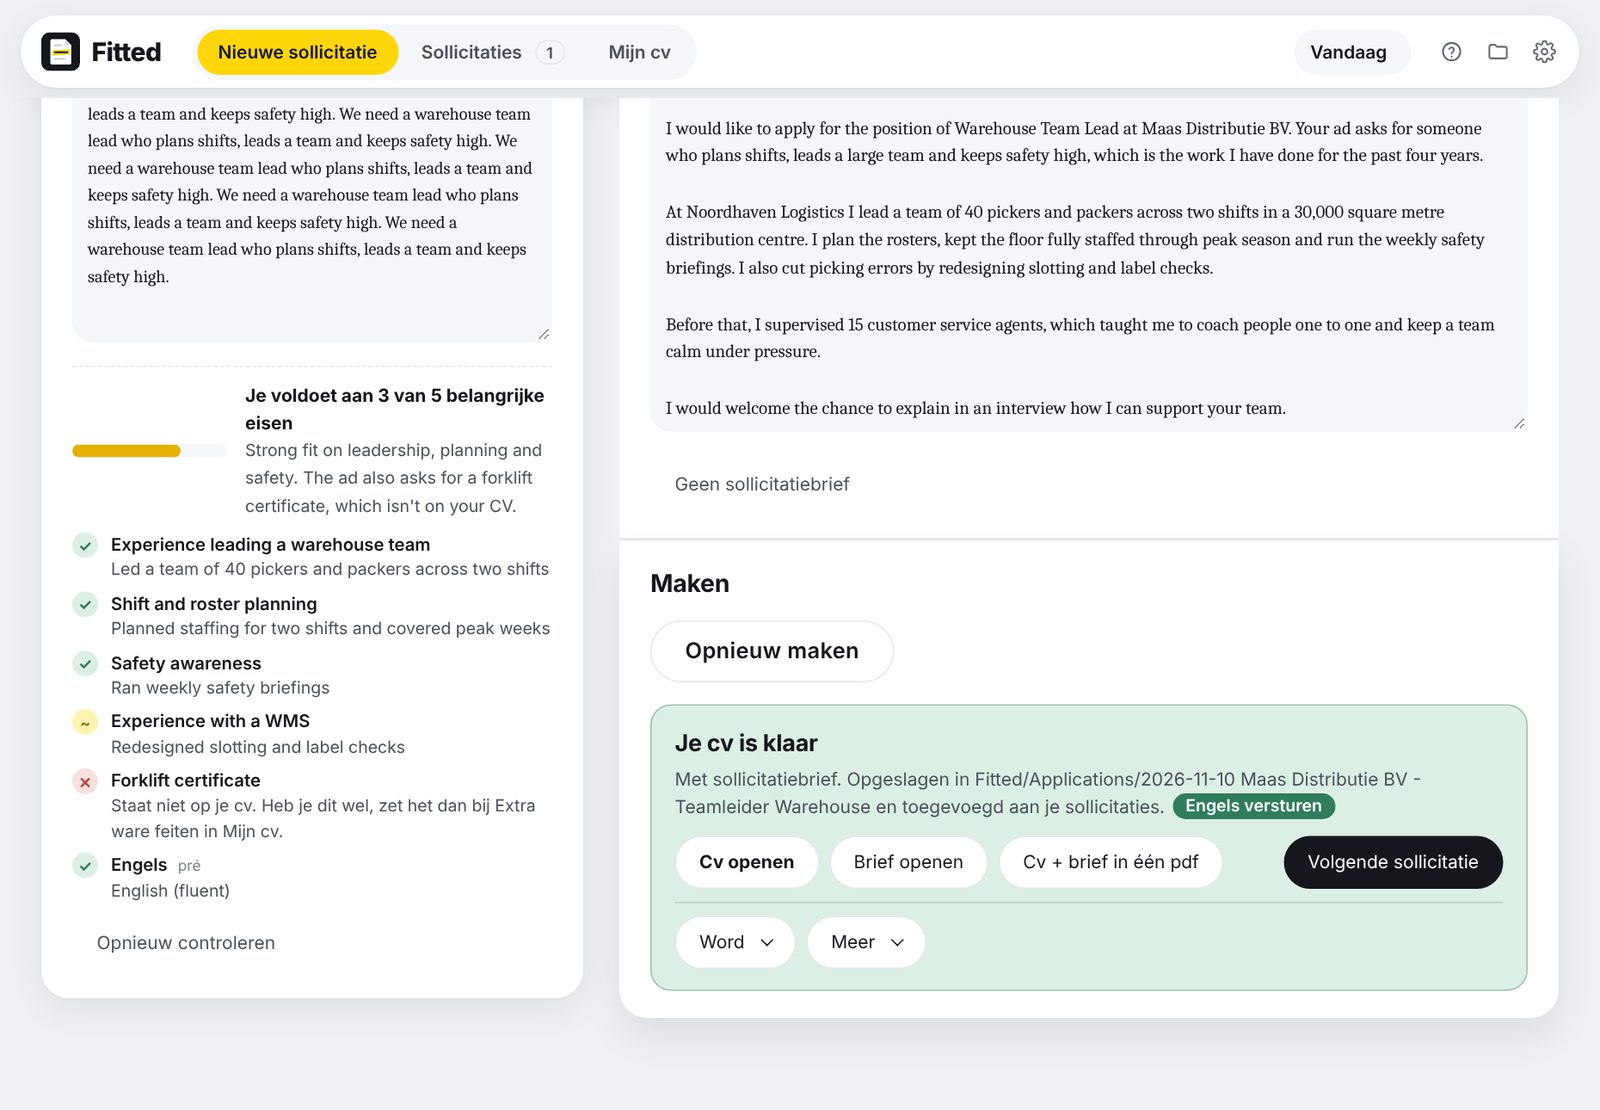 Fitted
Nieuwe sollicitatie
Sollicitaties 1
Mijn cv
Vandaag
leads a team and keeps safety high. We need a warehouse team
lead who plans shifts, leads a team and keeps safety high. We
need a warehouse team lead who plans shifts, leads a team and
keeps safety high. We need a warehouse team lead who plans
shifts, leads a team and keeps safety high. We need a
warehouse team lead who plans shifts, leads a team and keeps
safety high.
Je voldoet aan 3 van 5 belangrijke
eisen
Strong fit on leadership, planning and
safety. The ad also asks for a forklift
certificate, which isn't on your CV.
Experience leading a warehouse team
Led a team of 40 pickers and packers across two shifts
Shift and roster planning
Planned staffing for two shifts and covered peak weeks
Safety awareness
Ran weekly safety briefings
~ Experience with a WMS
Redesigned slotting and label checks
Forklift certificate
Staat niet op je cv. Heb je dit wel, zet het dan bij Extra
ware feiten in Mijn cv.
Engels pré
English (fluent)
Opnieuw controleren
I would like to apply for the position of Warehouse Team Lead at Maas Distributie BV. Your ad asks for someone
who plans shifts, leads a large team and keeps safety high, which is the work I have done for the past four years.
At Noordhaven Logistics I lead a team of 40 pickers and packers across two shifts in a 30,000 square metre
distribution centre. I plan the rosters, kept the floor fully staffed through peak season and run the weekly safety
briefings. I also cut picking errors by redesigning slotting and label checks.
Before that, I supervised 15 customer service agents, which taught me to coach people one to one and keep a team
calm under pressure.
I would welcome the chance to explain in an interview how I can support your team.
Geen sollicitatiebrief
Maken
Opnieuw maken
Je cv is klaar
Met sollicitatiebrief. Opgeslagen in Fitted/Applications/2026-11-10 Maas Distributie BV -
Teamleider Warehouse en toegevoegd aan je sollicitaties. Engels versturen
Cv openen
Brief openen
Cv + brief in één pdf
Volgende sollicitatie
Word
Meer